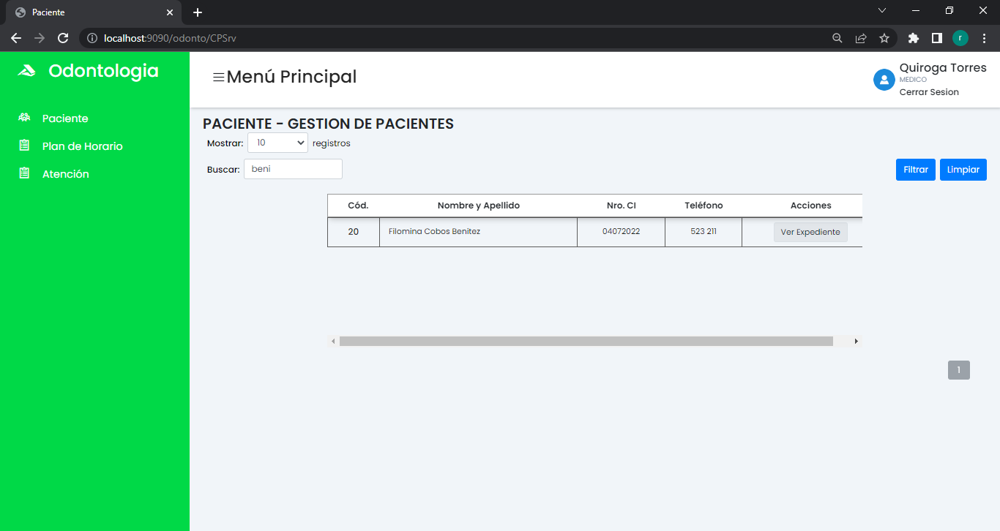 Paciente
localhost:9090/odonto/CPSrv
r
Odontologia
Paciente
Plan de Horario
Atención
Menú Principal
Quiroga Torres
MEDICO
Cerrar Sesion
PACIENTE - GESTION DE PACIENTES
Mostrar: 10 registros
Buscar: beni
Filtrar Limpiar
Cód. Nombre y Apellido Nro. CI Teléfono Acciones
20 Filomina Cobos Benitez 04072022 523 211 Ver Expediente
1